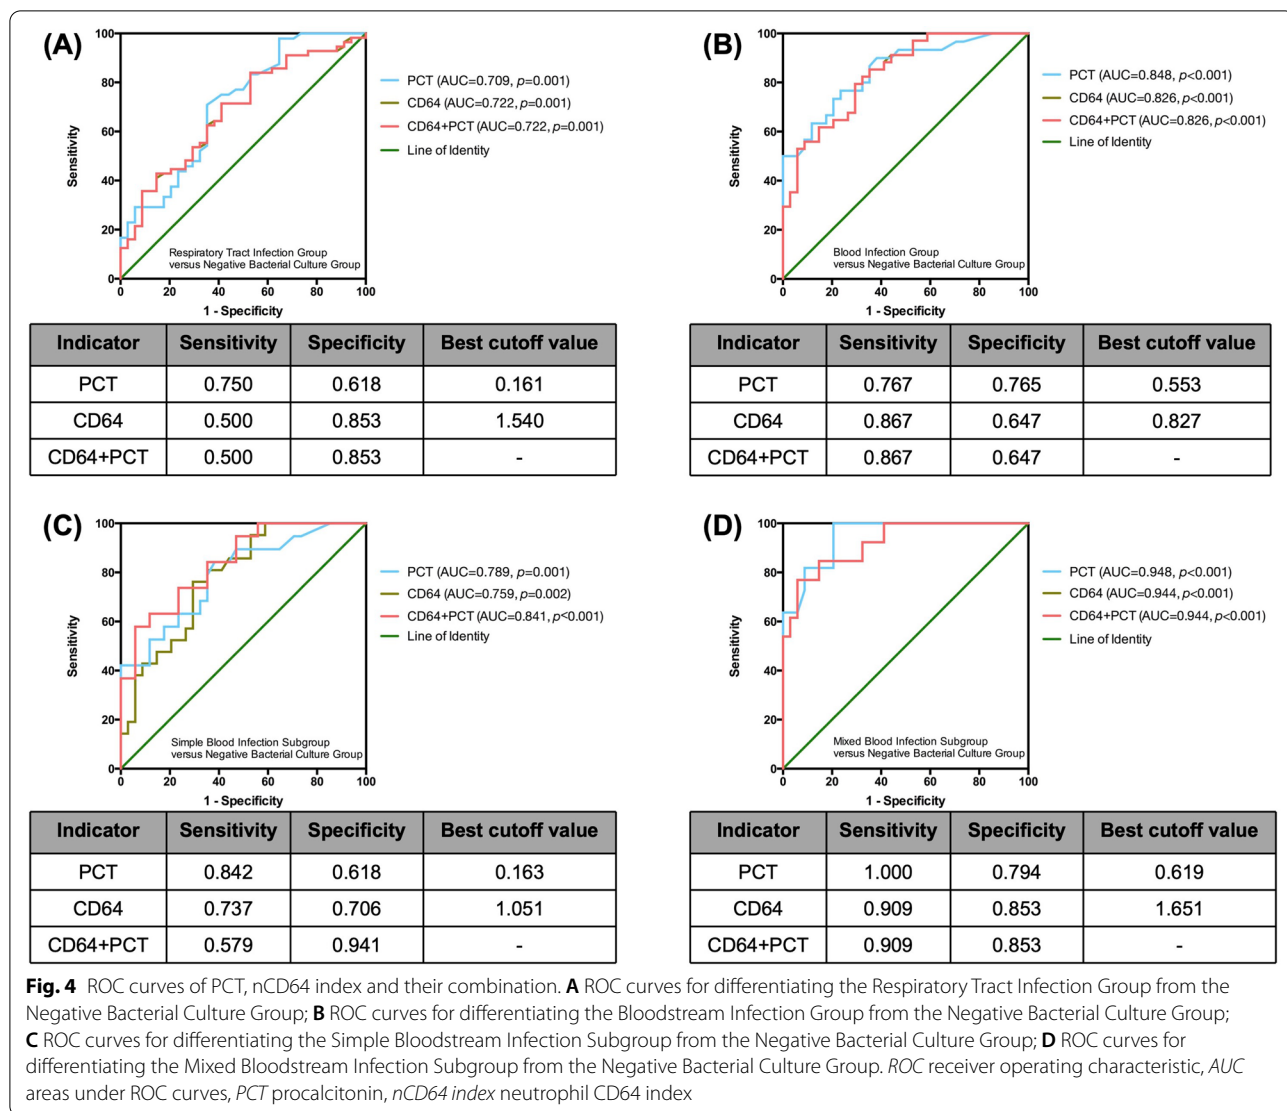 (A)
100
80
60
40
20
0
Sensitivity
0 20 40 60 80 100
1 - Specificity
PCT (AUC=0.709, p=0.001)
CD64 (AUC=0.722, p=0.001)
CD64+PCT (AUC=0.722, p=0.001)
Line of Identity
Respiratory Tract Infection Group
versus Negative Bacterial Culture Group
Indicator Sensitivity Specificity Best cutoff value
PCT 0.750 0.618 0.161
CD64 0.500 0.853 1.540
CD64+PCT 0.500 0.853 -
(B)
100
80
60
40
20
0
Sensitivity
0 20 40 60 80 100
1 - Specificity
PCT (AUC=0.848, p<0.001)
CD64 (AUC=0.826, p<0.001)
CD64+PCT (AUC=0.826, p<0.001)
Line of Identity
Blood Infection Group
versus Negative Bacterial Culture Group
Indicator Sensitivity Specificity Best cutoff value
PCT 0.767 0.765 0.553
CD64 0.867 0.647 0.827
CD64+PCT 0.867 0.647 -
(C)
100
80
60
40
20
0
Sensitivity
0 20 40 60 80 100
1 - Specificity
PCT (AUC=0.789, p=0.001)
CD64 (AUC=0.759, p=0.002)
CD64+PCT (AUC=0.841, p<0.001)
Line of Identity
Simple Blood Infection Subgroup
versus Negative Bacterial Culture Group
Indicator Sensitivity Specificity Best cutoff value
PCT 0.842 0.618 0.163
CD64 0.737 0.706 1.051
CD64+PCT 0.579 0.941 -
(D)
100
80
60
40
20
0
Sensitivity
0 20 40 60 80 100
1 - Specificity
PCT (AUC=0.948, p<0.001)
CD64 (AUC=0.944, p<0.001)
CD64+PCT (AUC=0.944, p<0.001)
Line of Identity
Mixed Blood Infection Subgroup
versus Negative Bacterial Culture Group
Indicator Sensitivity Specificity Best cutoff value
PCT 1.000 0.794 0.619
CD64 0.909 0.853 1.651
CD64+PCT 0.909 0.853 -
Fig. 4 ROC curves of PCT, nCD64 index and their combination. A ROC curves for differentiating the Respiratory Tract Infection Group from the
Negative Bacterial Culture Group; B ROC curves for differentiating the Bloodstream Infection Group from the Negative Bacterial Culture Group;
C ROC curves for differentiating the Simple Bloodstream Infection Subgroup from the Negative Bacterial Culture Group; D ROC curves for
differentiating the Mixed Bloodstream Infection Subgroup from the Negative Bacterial Culture Group. ROC receiver operating characteristic, AUC
areas under ROC curves, PCT procalcitonin, nCD64 index neutrophil CD64 index